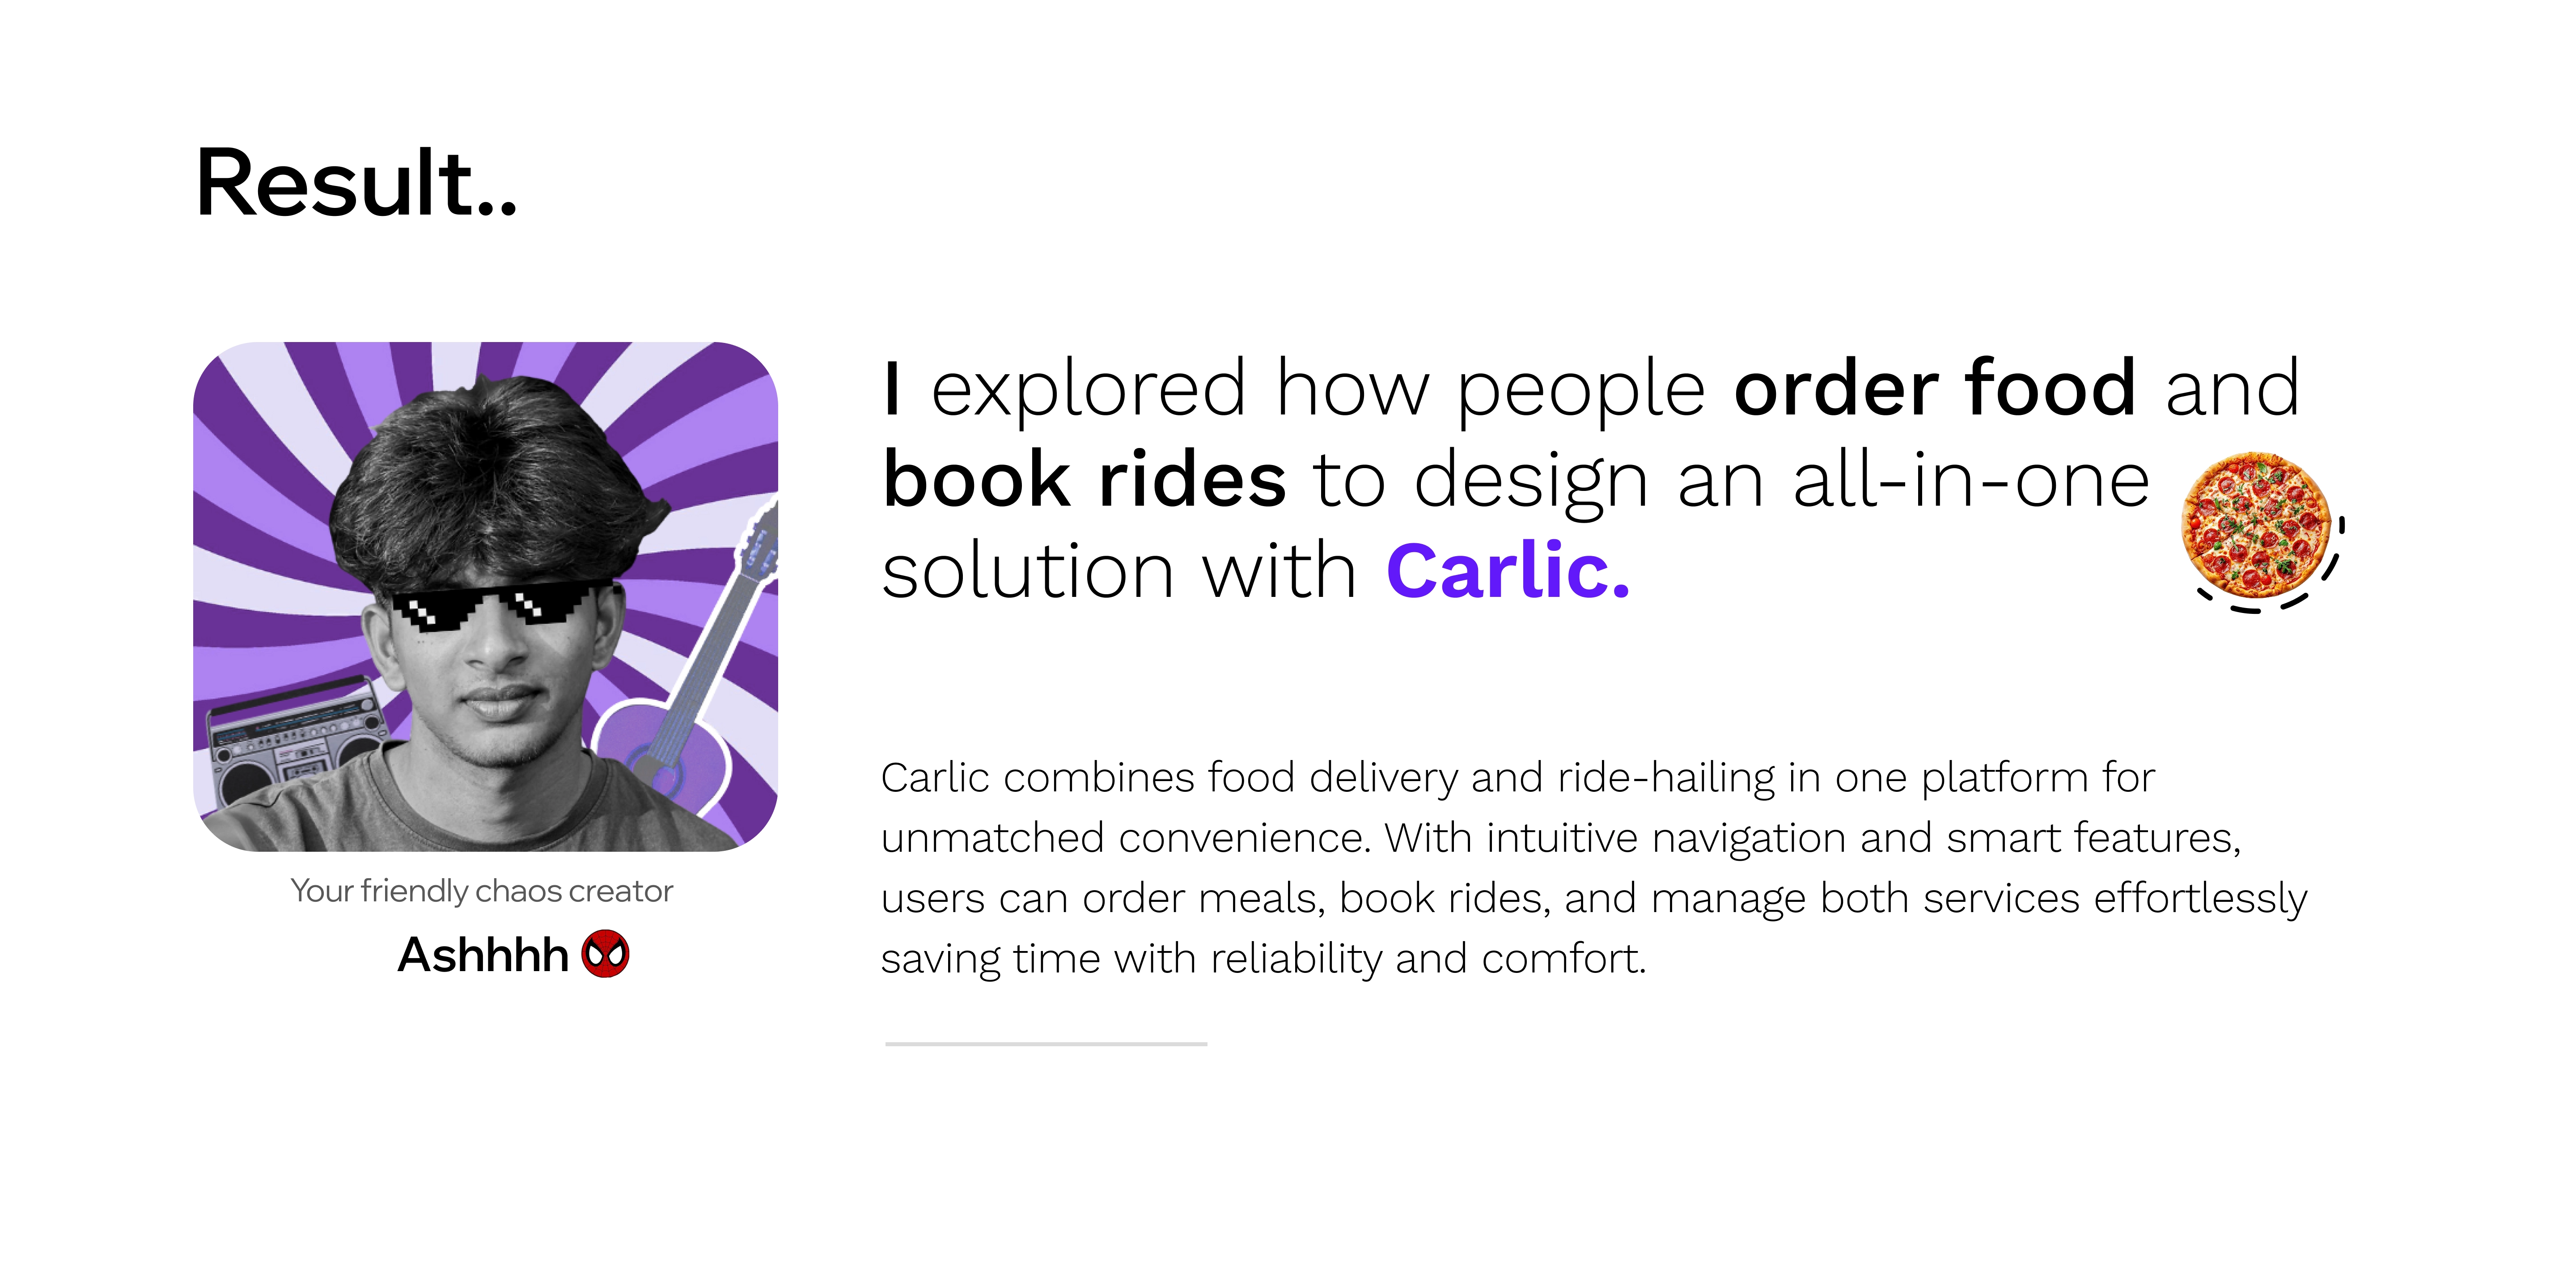 Result..
I explored how people order food and
book rides to design an all-in-one
solution with Carlic.
Carlic combines food delivery and ride-hailing in one platform for
unmatched convenience. With intuitive navigation and smart features,
users can order meals, book rides, and manage both services effortlessly
saving time with reliability and comfort.
Your friendly chaos creator
Ashhhh